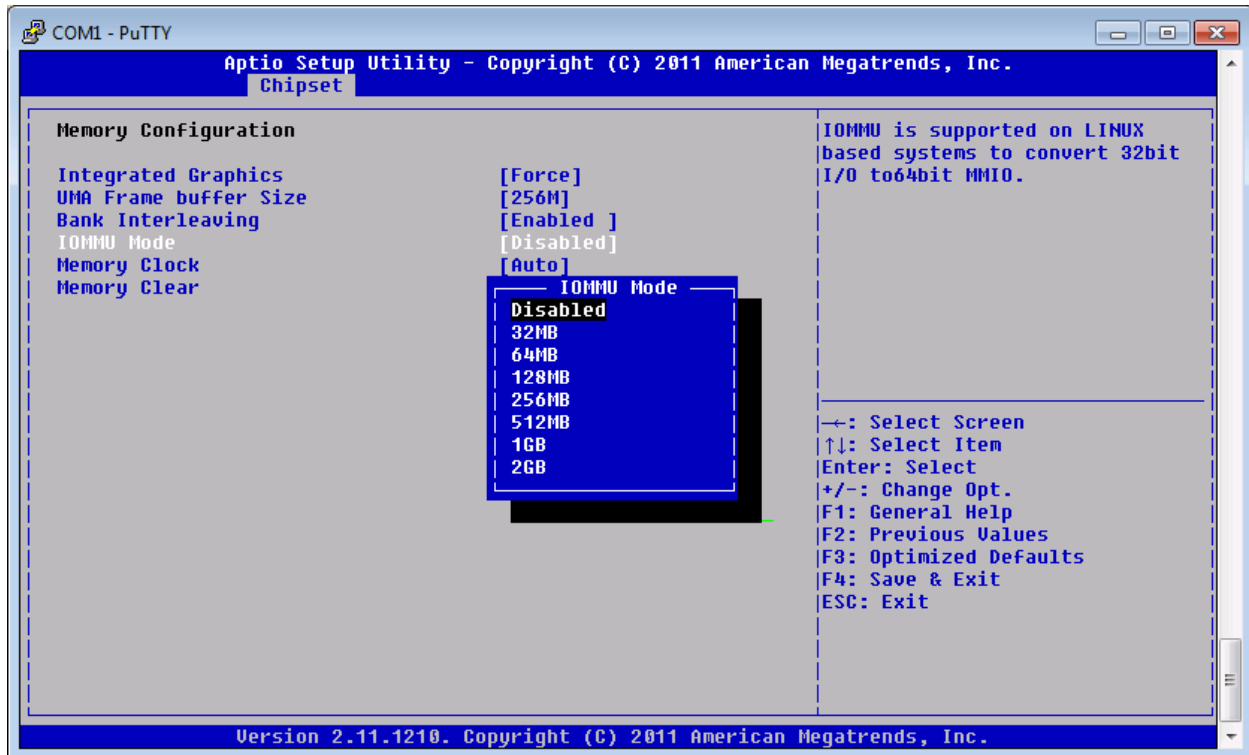 COM1 - PuTTY
Aptio Setup Utility - Copyright (C) 2011 American Megatrends, Inc.
Chipset
Memory Configuration
Integrated Graphics [Force]
UMA Frame buffer Size [256M]
Bank Interleaving [Enabled ]
IOMMU Mode [Disabled]
Memory Clock [Auto]
Memory Clear
IOMMU Mode
Disabled
32MB
64MB
128MB
256MB
512MB
1GB
2GB
IOMMU is supported on LINUX
based systems to convert 32bit
I/O to64bit MMIO.
→←: Select Screen
↑↓: Select Item
Enter: Select
+/-: Change Opt.
F1: General Help
F2: Previous Values
F3: Optimized Defaults
F4: Save & Exit
ESC: Exit
Version 2.11.1210. Copyright (C) 2011 American Megatrends, Inc.